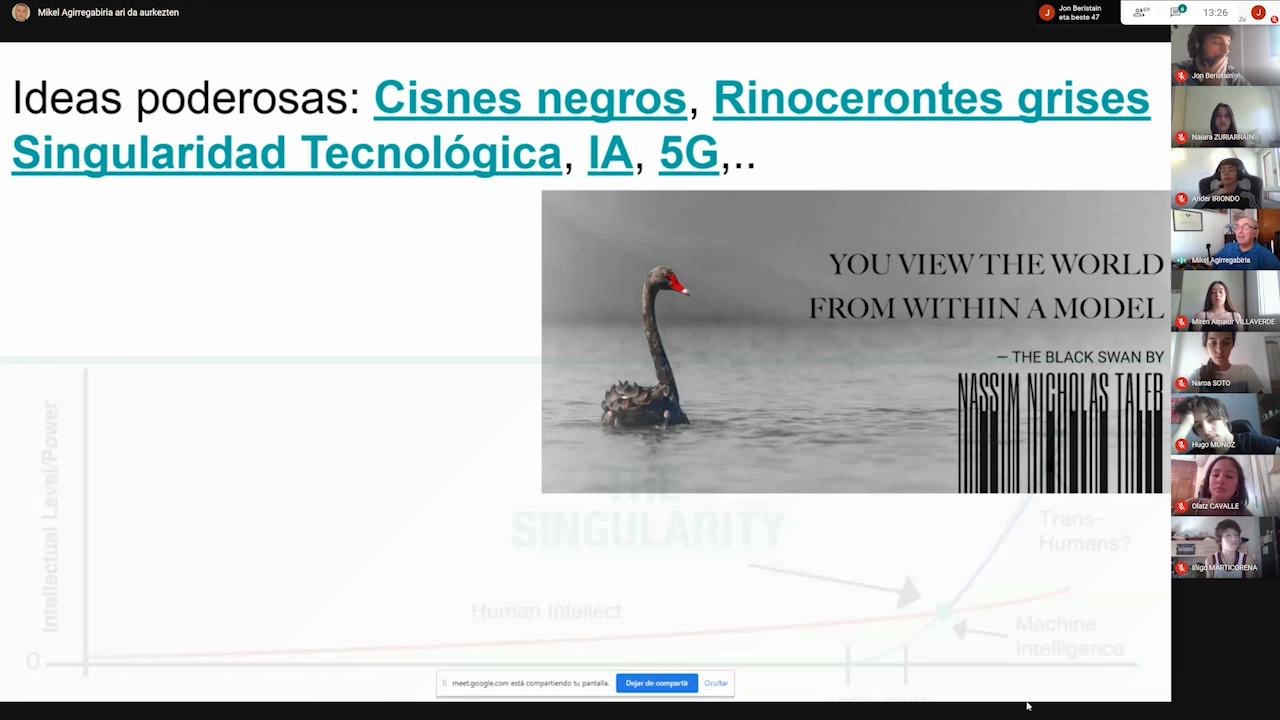 Mikel Agirregabiria ari da aurkezten
Jon Beristain
eta beste 47
59
6
13:26
Zu
J
J
Ideas poderosas: Cisnes negros, Rinocerontes grises
Singularidad Tecnológica, IA, 5G,..
YOU VIEW THE WORLD
FROM WITHIN A MODEL
– THE BLACK SWAN BY
NASSIM NICHOLAS TALEB
THE
SINGULARITY
Intellectual Level/Power
Trans-
Humans?
Human Intellect
Machine
Intelligence
0
meet.google.com está compartiendo tu pantalla.
Dejar de compartir
Ocultar
Jon Beristain
Naiara ZURIARRAIN
Ander IRIONDO
Mikel Agirregabiria
Miren Amaiur VILLAVERDE
Naroa SOTO
Hugo MUÑOZ
Olatz CAVALLE
Iñigo MARTICORENA